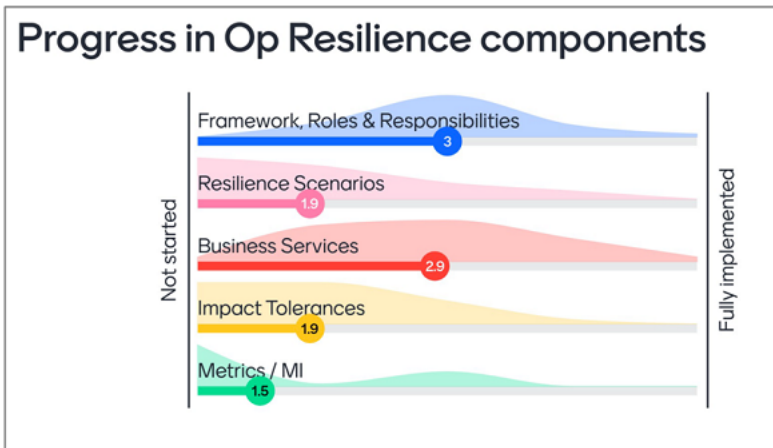 Progress in Op Resilience components
Not started
Framework, Roles & Responsibilities
3
Resilience Scenarios
1.9
Business Services
2.9
Impact Tolerances
1.9
Metrics / MI
1.5
Fully implemented